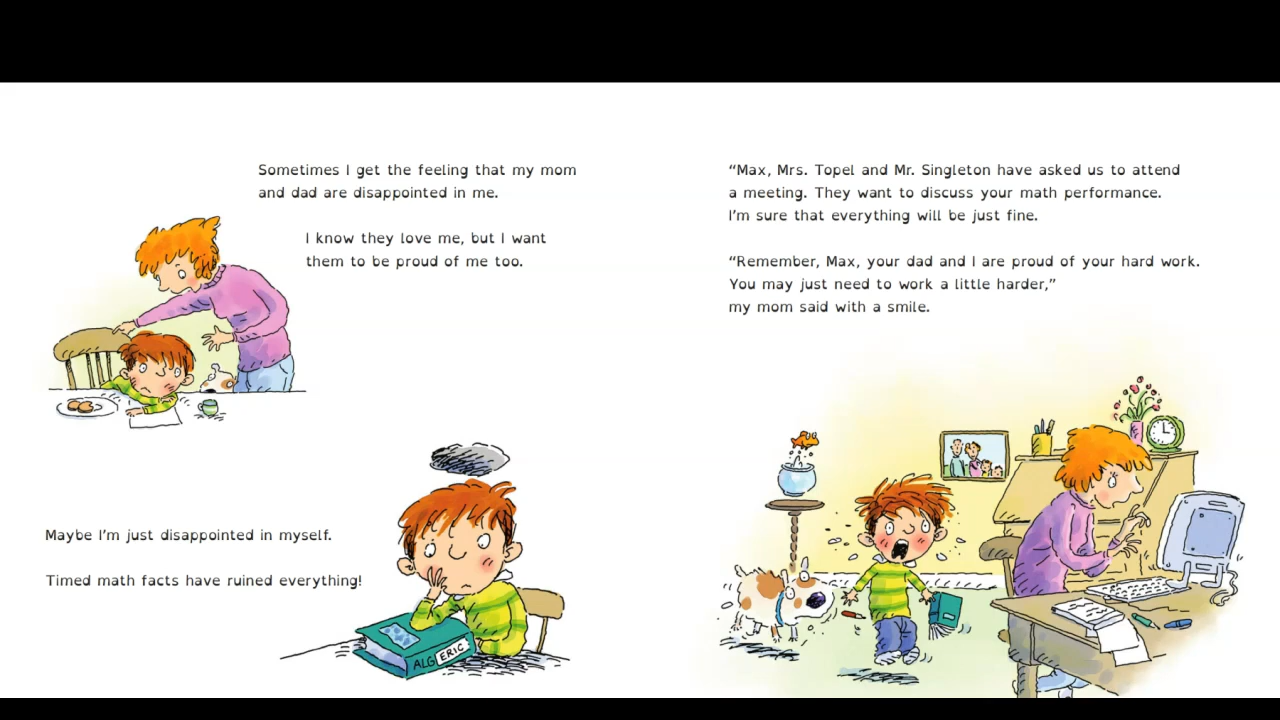 Sometimes I get the feeling that my mom
and dad are disappointed in me.
I know they love me, but I want
them to be proud of me too.
Maybe I'm just disappointed in myself.
Timed math facts have ruined everything!
ALG ERIC
“Max, Mrs. Topel and Mr. Singleton have asked us to attend
a meeting. They want to discuss your math performance.
I'm sure that everything will be just fine.
“Remember, Max, your dad and I are proud of your hard work.
You may just need to work a little harder,”
my mom said with a smile.